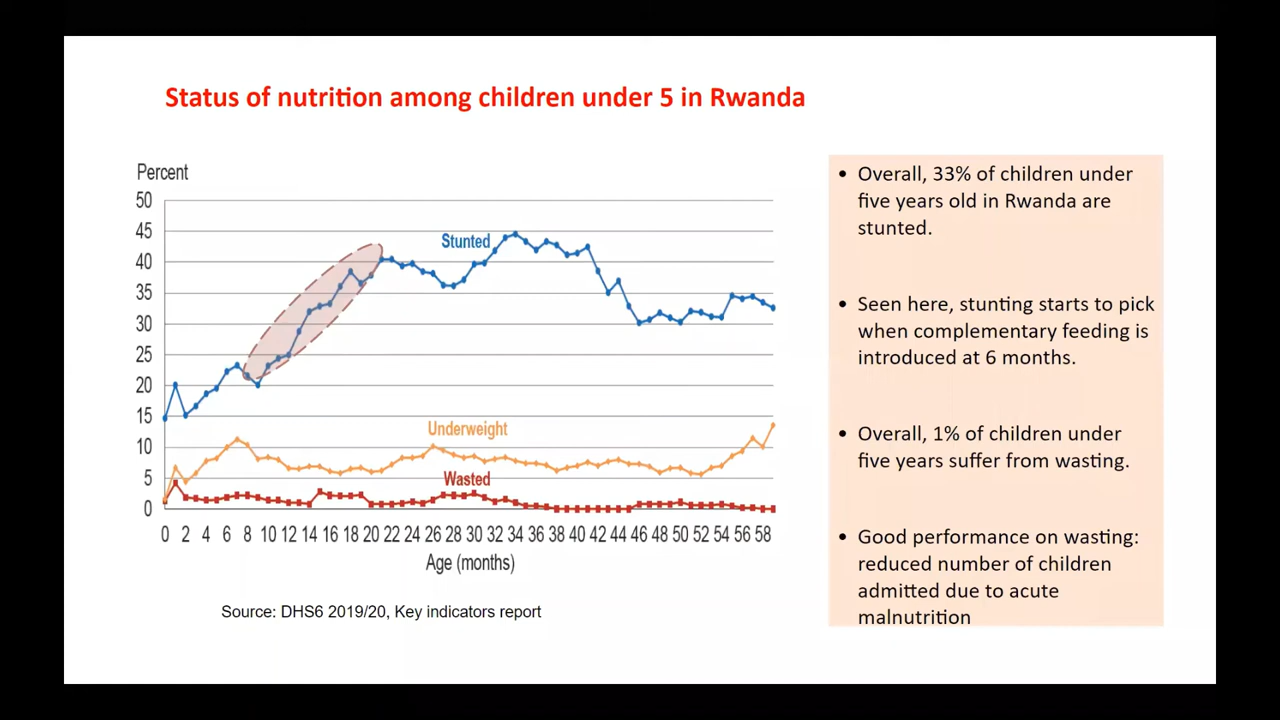 Status of nutrition among children under 5 in Rwanda
Percent
50
45
40
35
30
25
20
15
10
5
0
Stunted
Underweight
Wasted
0 2 4 6 8 10 12 14 16 18 20 22 24 26 28 30 32 34 36 38 40 42 44 46 48 50 52 54 56 58
Age (months)
Source: DHS6 2019/20, Key indicators report
• Overall, 33% of children under
five years old in Rwanda are
stunted.
• Seen here, stunting starts to pick
when complementary feeding is
introduced at 6 months.
• Overall, 1% of children under
five years suffer from wasting.
• Good performance on wasting:
reduced number of children
admitted due to acute
malnutrition